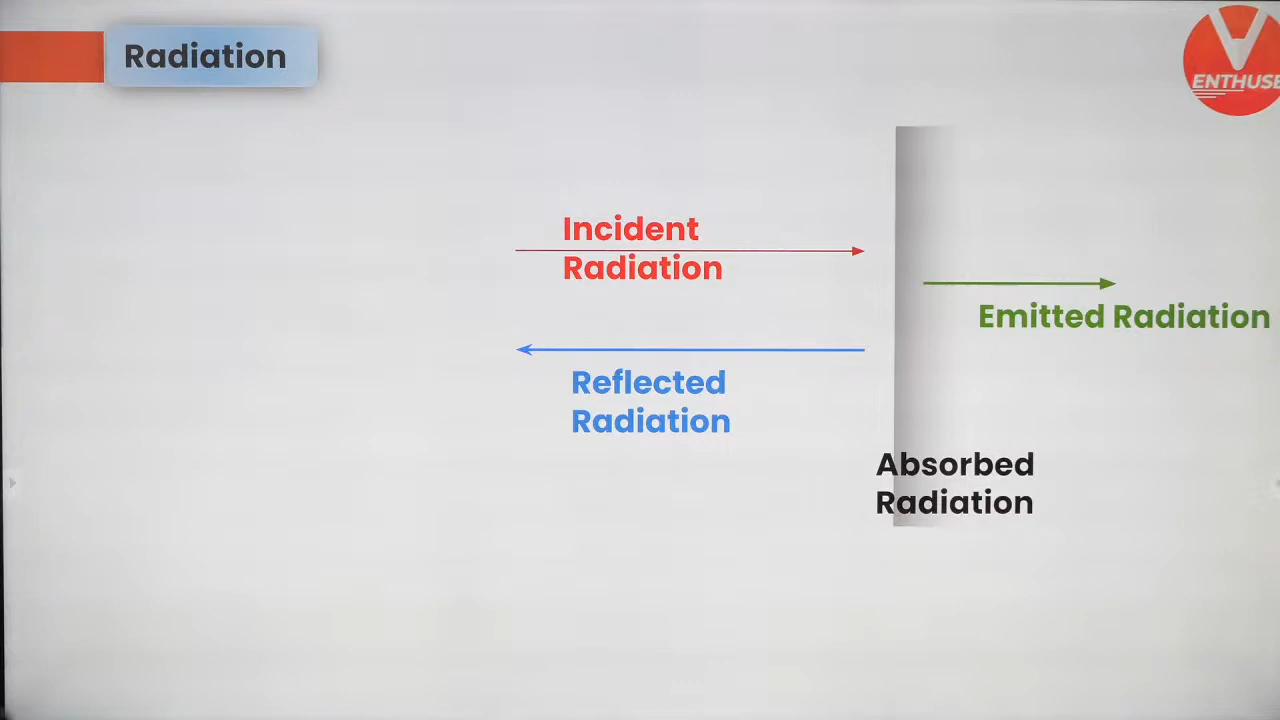 Radiation
ENTHUSE
Incident
Radiation
Emitted Radiation
Reflected
Radiation
Absorbed
Radiation